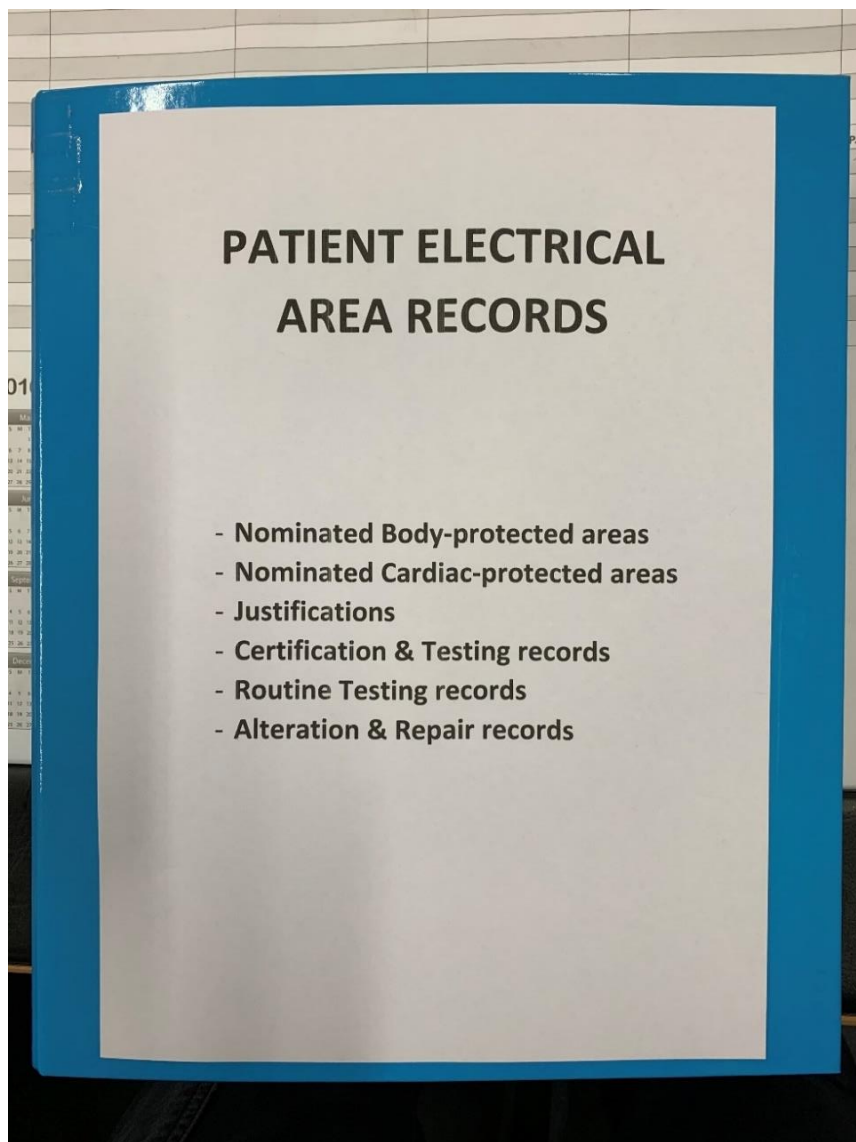 PATIENT ELECTRICAL
AREA RECORDS
- Nominated Body-protected areas
- Nominated Cardiac-protected areas
- Justifications
- Certification & Testing records
- Routine Testing records
- Alteration & Repair records